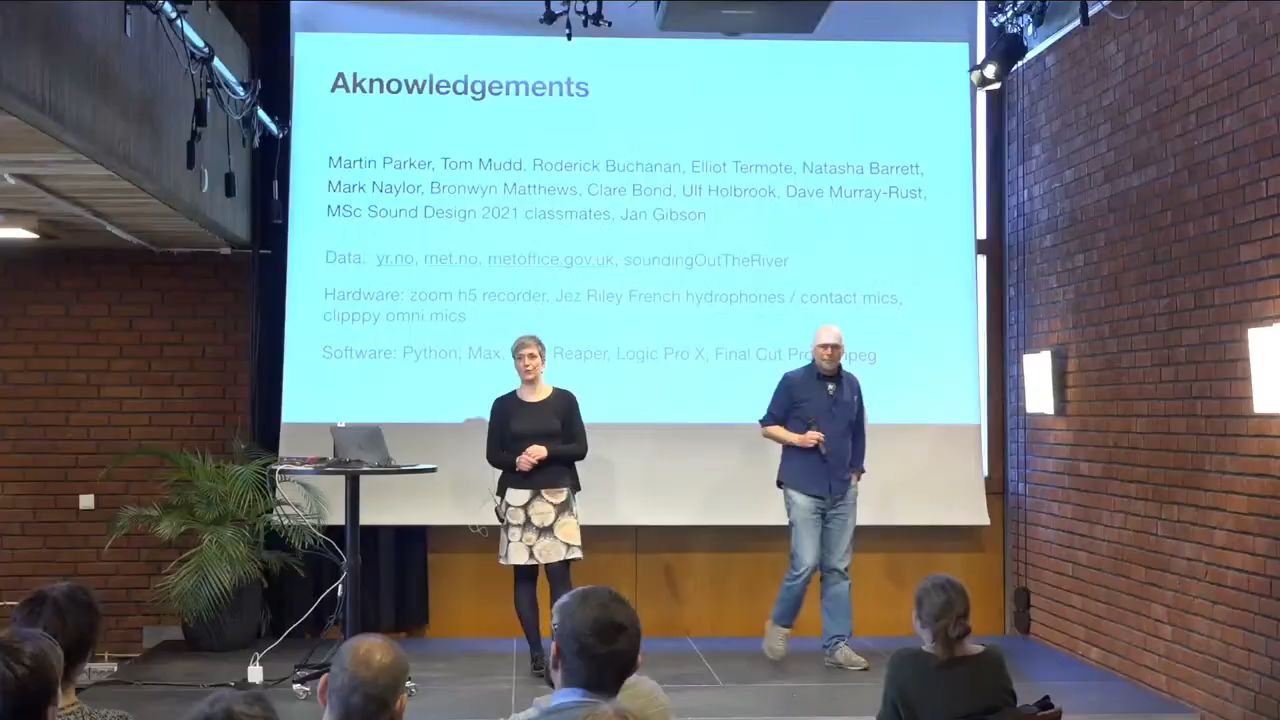 Aknowledgements
Martin Parker, Tom Mudd, Roderick Buchanan, Elliot Termote, Natasha Barrett,
Mark Naylor, Bronwyn Matthews, Clare Bond, Ulf Holbrook, Dave Murray-Rust,
MSc Sound Design 2021 classmates, Jan Gibson
Data: yr.no, met.no, metoffice.gov.uk, soundingOutTheRiver
Hardware: zoom h5 recorder, Jez Riley French hydrophones / contact mics,
clipppy omni mics
Software: Python, Max, Reaper, Logic Pro X, Final Cut Pro